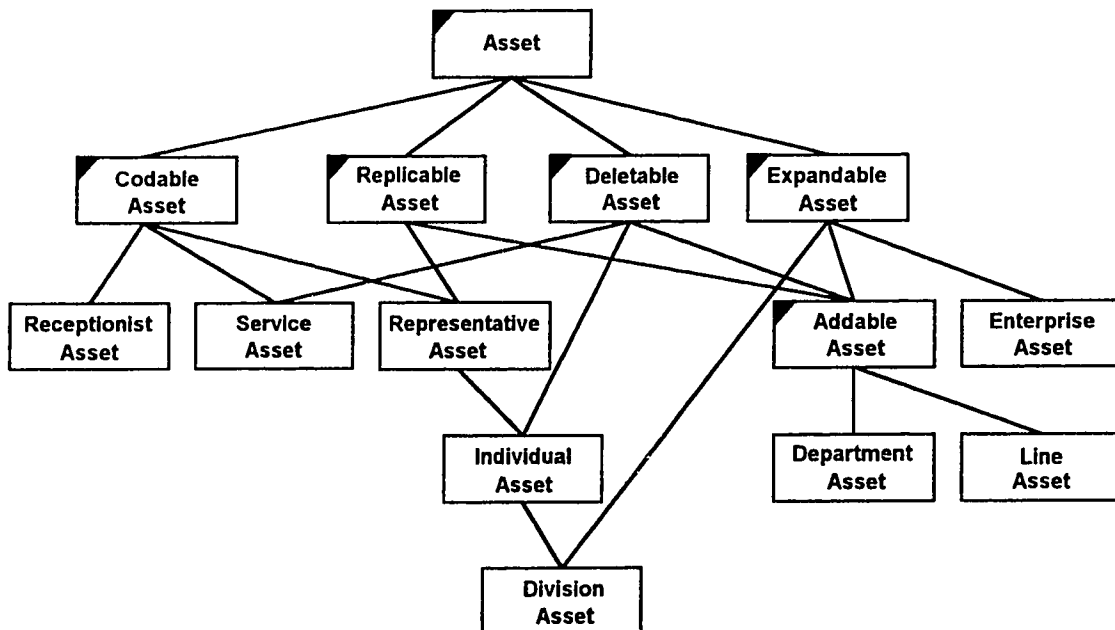 Asset
Codable
Asset
Replicable
Asset
Deletable
Asset
Expandable
Asset
Receptionist
Asset
Service
Asset
Representative
Asset
Addable
Asset
Enterprise
Asset
Individual
Asset
Department
Asset
Line
Asset
Division
Asset